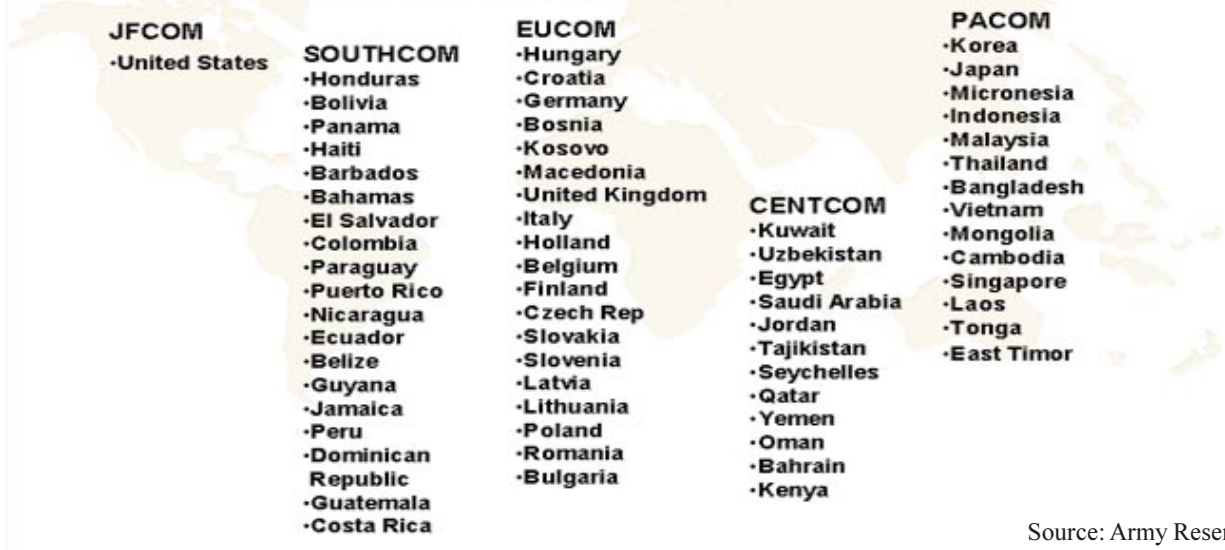 JFCOM
·United States
SOUTHCOM
·Honduras
·Bolivia
·Panama
·Haiti
·Barbados
·Bahamas
·El Salvador
·Colombia
·Paraguay
·Puerto Rico
·Nicaragua
·Ecuador
·Belize
·Guyana
·Jamaica
·Peru
·Dominican
Republic
·Guatemala
·Costa Rica
EUCOM
·Hungary
·Croatia
·Germany
·Bosnia
·Kosovo
·Macedonia
·United Kingdom
·Italy
·Holland
·Belgium
·Finland
·Czech Rep
·Slovakia
·Slovenia
·Latvia
·Lithuania
·Poland
·Romania
·Bulgaria
CENTCOM
·Kuwait
·Uzbekistan
·Egypt
·Saudi Arabia
·Jordan
·Tajikistan
·Seychelles
·Qatar
·Yemen
·Oman
·Bahrain
·Kenya
PACOM
·Korea
·Japan
·Micronesia
·Indonesia
·Malaysia
·Thailand
·Bangladesh
·Vietnam
·Mongolia
·Cambodia
·Singapore
·Laos
·Tonga
·East Timor
Source: Army